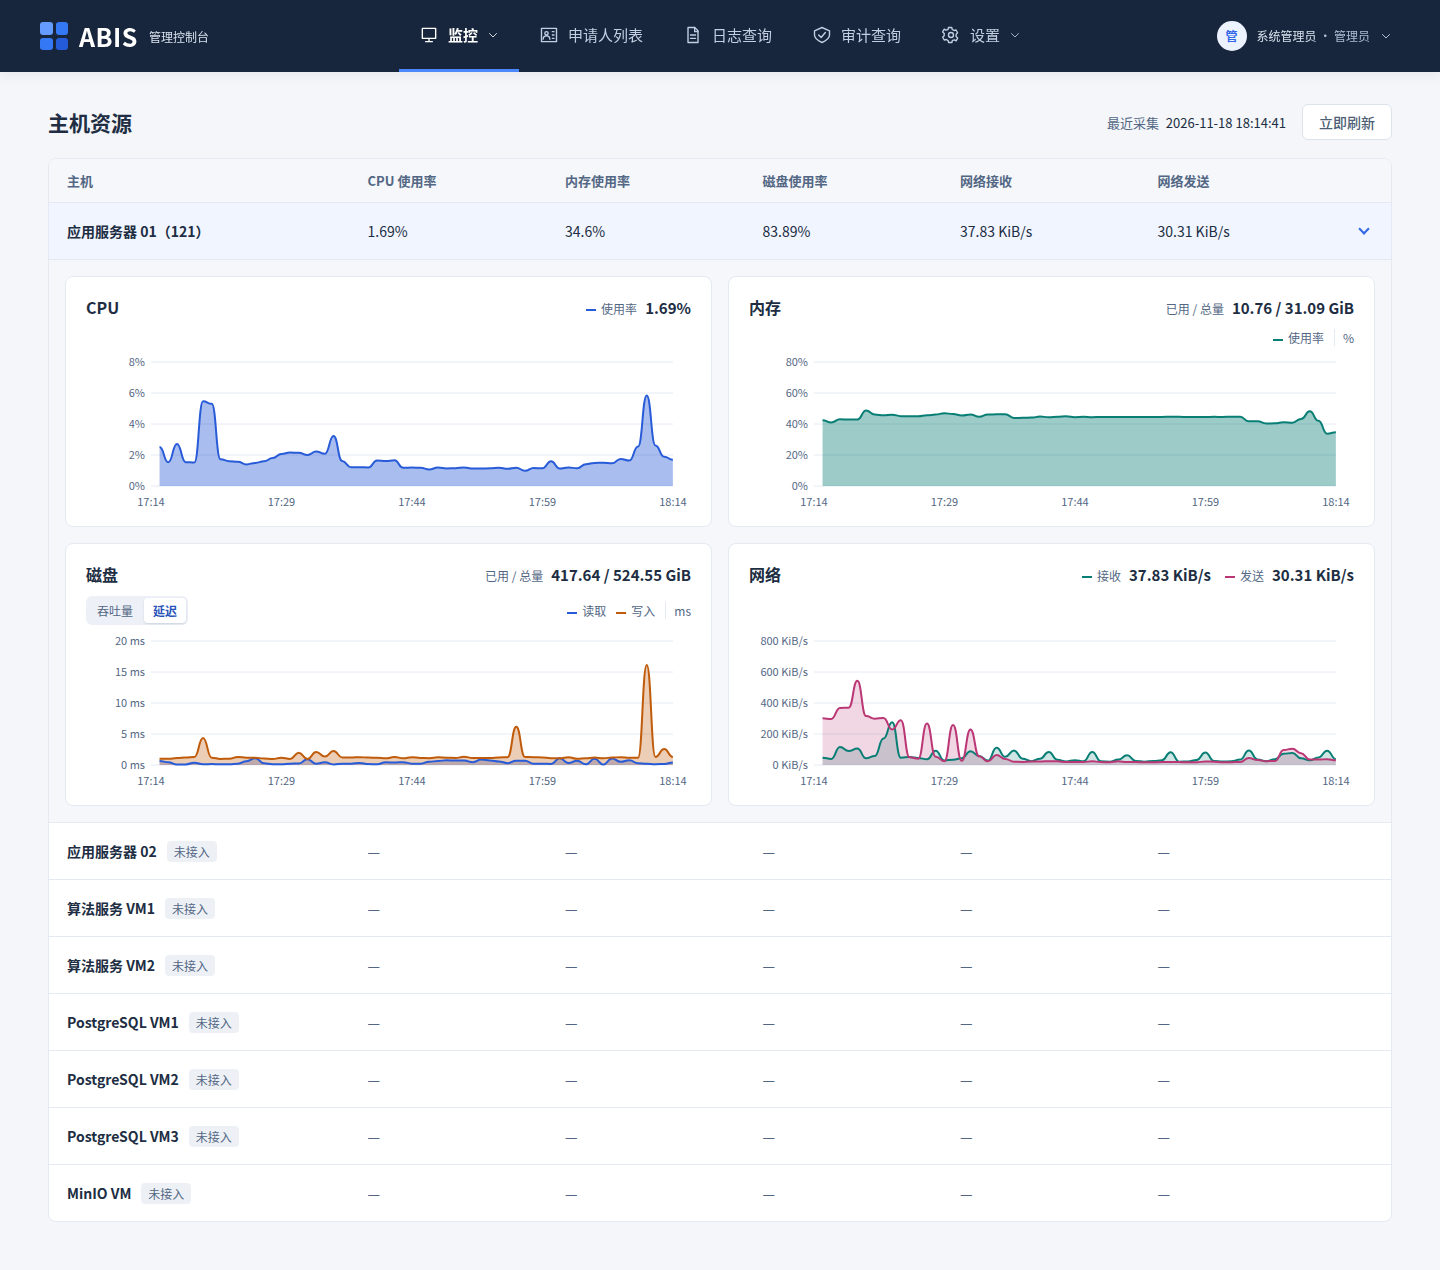 ABIS 管理控制台 监控 申请人列表 日志查询 审计查询 设置 管 系统管理员 · 管理员
主机资源 最近采集 2026-11-18 18:14:41 立即刷新
主机 CPU 使用率 内存使用率 磁盘使用率 网络接收 网络发送
应用服务器 01（121） 1.69% 34.6% 83.89% 37.83 KiB/s 30.31 KiB/s
CPU 使用率 1.69%
8%
6%
4%
2%
0%
17:14 17:29 17:44 17:59 18:14
内存 已用 / 总量 10.76 / 31.09 GiB
使用率 %
80%
60%
40%
20%
0%
17:14 17:29 17:44 17:59 18:14
磁盘 已用 / 总量 417.64 / 524.55 GiB
吞吐量 延迟 读取 写入 ms
20 ms
15 ms
10 ms
5 ms
0 ms
17:14 17:29 17:44 17:59 18:14
网络 接收 37.83 KiB/s 发送 30.31 KiB/s
800 KiB/s
600 KiB/s
400 KiB/s
200 KiB/s
0 KiB/s
17:14 17:29 17:44 17:59 18:14
应用服务器 02 未接入 — — — — —
算法服务 VM1 未接入 — — — — —
算法服务 VM2 未接入 — — — — —
PostgreSQL VM1 未接入 — — — — —
PostgreSQL VM2 未接入 — — — — —
PostgreSQL VM3 未接入 — — — — —
MinIO VM 未接入 — — — — —